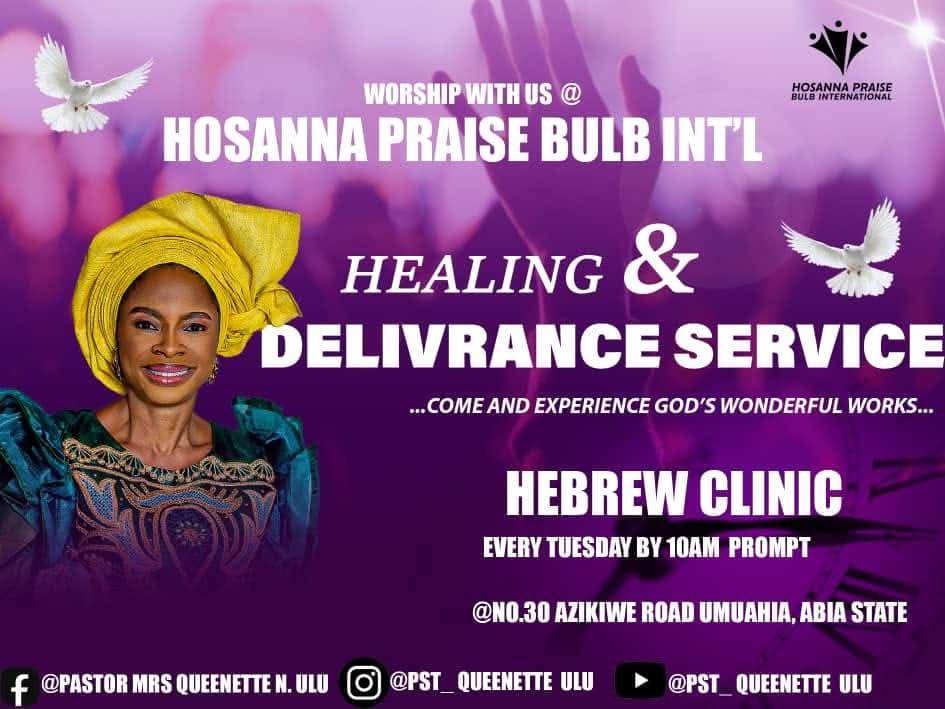 HOSANNA PRAISE
BULB INTERNATIONAL
WORSHIP WITH US @
HOSANNA PRAISE BULB INT'L
HEALING &
DELIVRANCE SERVICE
...COME AND EXPERIENCE GOD'S WONDERFUL WORKS...
HEBREW CLINIC
EVERY TUESDAY BY 10AM PROMPT
@NO.30 AZIKIWE ROAD UMUAHIA, ABIA STATE
f @PASTOR MRS QUEENETTE N. ULU @PST_ QUEENETTE ULU @PST_ QUEENETTE ULU